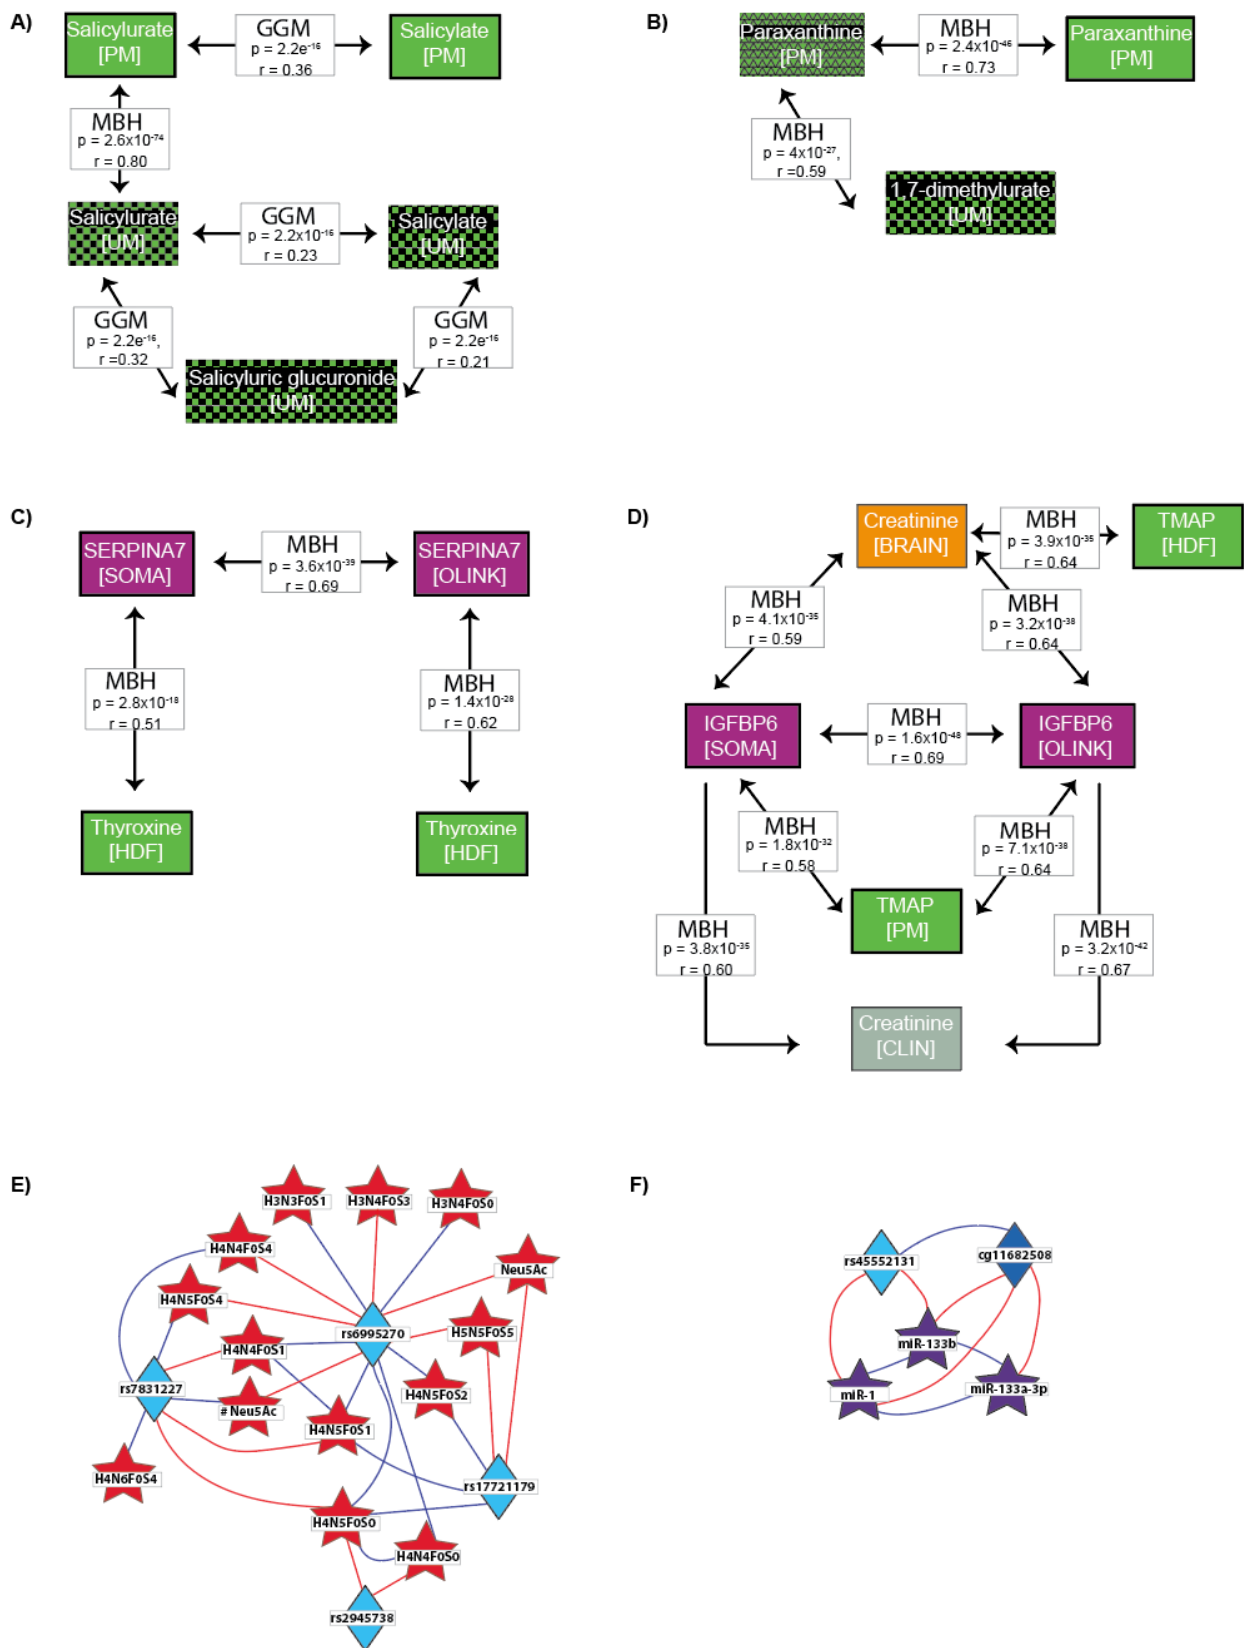 A)
Salicylurate
[PM]
GGM
p = 2.2e-16
r = 0.36
Salicylate
[PM]
MBH
p = 2.6x10-74
r = 0.80
Salicylurate
[UM]
GGM
p = 2.2x10-16
r = 0.23
Salicylate
[UM]
GGM
p = 2.2e-16,
r =0.32
GGM
p = 2.2e-16
r = 0.21
Salicyluric glucuronide
[UM]
B)
Paraxanthine
[PM]
MBH
p = 2.4x10-46
r = 0.73
Paraxanthine
[PM]
MBH
p = 4x10-27,
r =0.59
1,7-dimethylurate
[UM]
C)
SERPINA7
[SOMA]
MBH
p = 3.6x10-39
r = 0.69
SERPINA7
[OLINK]
MBH
p = 2.8x10-18
r = 0.51
MBH
p = 1.4x10-28
r = 0.62
Thyroxine
[HDF]
Thyroxine
[HDF]
D)
Creatinine
[BRAIN]
MBH
p = 3.9x10-35
r = 0.64
TMAP
[HDF]
MBH
p = 4.1x10-35
r = 0.59
MBH
p = 3.2x10-38
r = 0.64
IGFBP6
[SOMA]
MBH
p = 1.6x10-48
r = 0.69
IGFBP6
[OLINK]
MBH
p = 1.8x10-32
r = 0.58
MBH
p = 7.1x10-38
r = 0.64
TMAP
[PM]
MBH
p = 3.8x10-35
r = 0.60
MBH
p = 3.2x10-42
r = 0.67
Creatinine
[CLIN]
E)
H3N3F0S1
H3N4F0S3
H3N4F0S0
H4N4F0S4
Neu5Ac
H4N5F0S4
rs6995270
H5N5F0S5
H4N4F0S1
rs7831227
H4N5F0S2
# Neu5Ac
H4N5F0S1
H4N6F0S4
rs17721179
H4N5F0S0
H4N4F0S0
rs2945738
F)
rs45552131
cg11682508
miR-133b
miR-1
miR-133a-3p